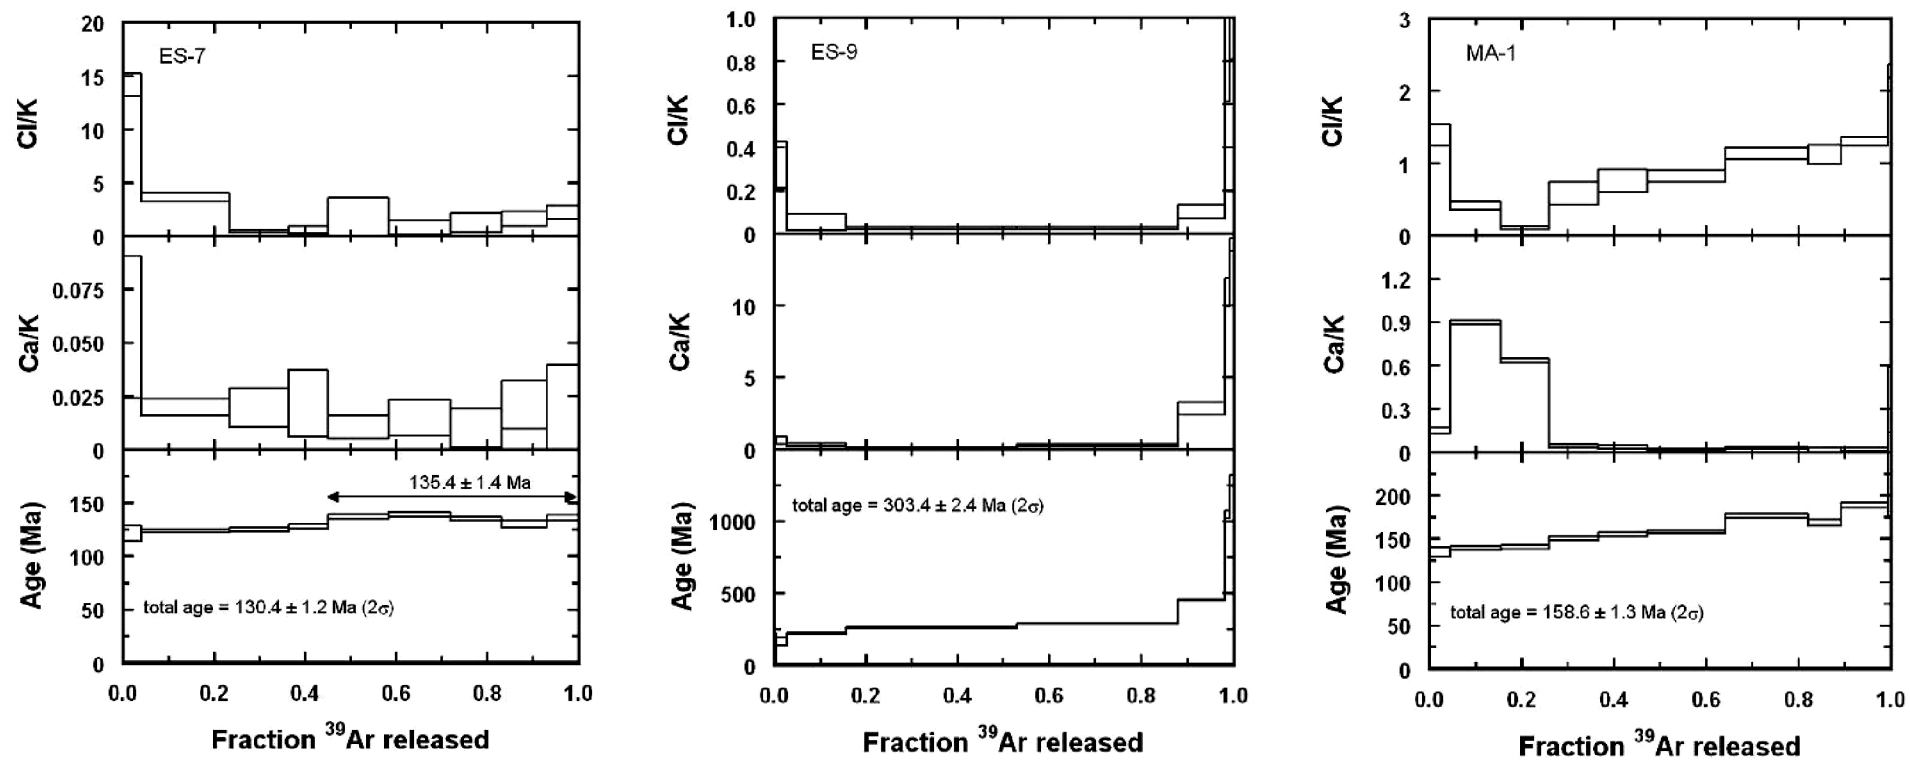 ES-7
Cl/K
20
15
10
5
0
Ca/K
0.075
0.050
0.025
0
Age (Ma)
150
100
50
0
135.4 ± 1.4 Ma
total age = 130.4 ± 1.2 Ma (2σ)
0.0 0.2 0.4 0.6 0.8 1.0
Fraction ³⁹Ar released
ES-9
Cl/K
1.0
0.8
0.6
0.4
0.2
0
Ca/K
10
5
0
Age (Ma)
1000
500
0
total age = 303.4 ± 2.4 Ma (2σ)
0.0 0.2 0.4 0.6 0.8 1.0
Fraction ³⁹Ar released
MA-1
Cl/K
3
2
1
0
Ca/K
1.2
0.9
0.6
0.3
0
Age (Ma)
200
150
100
50
0
total age = 158.6 ± 1.3 Ma (2σ)
0.0 0.2 0.4 0.6 0.8 1.0
Fraction ³⁹Ar released